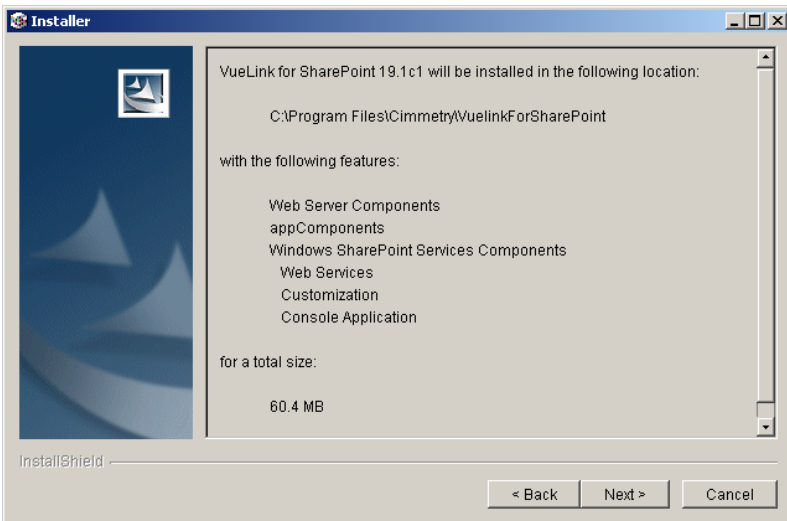 Installer
VueLink for SharePoint 19.1c1 will be installed in the following location:
C:\Program Files\Cimmetry\VuelinkForSharePoint
with the following features:
Web Server Components
appComponents
Windows SharePoint Services Components
Web Services
Customization
Console Application
for a total size:
60.4 MB
InstallShield
< Back Next > Cancel